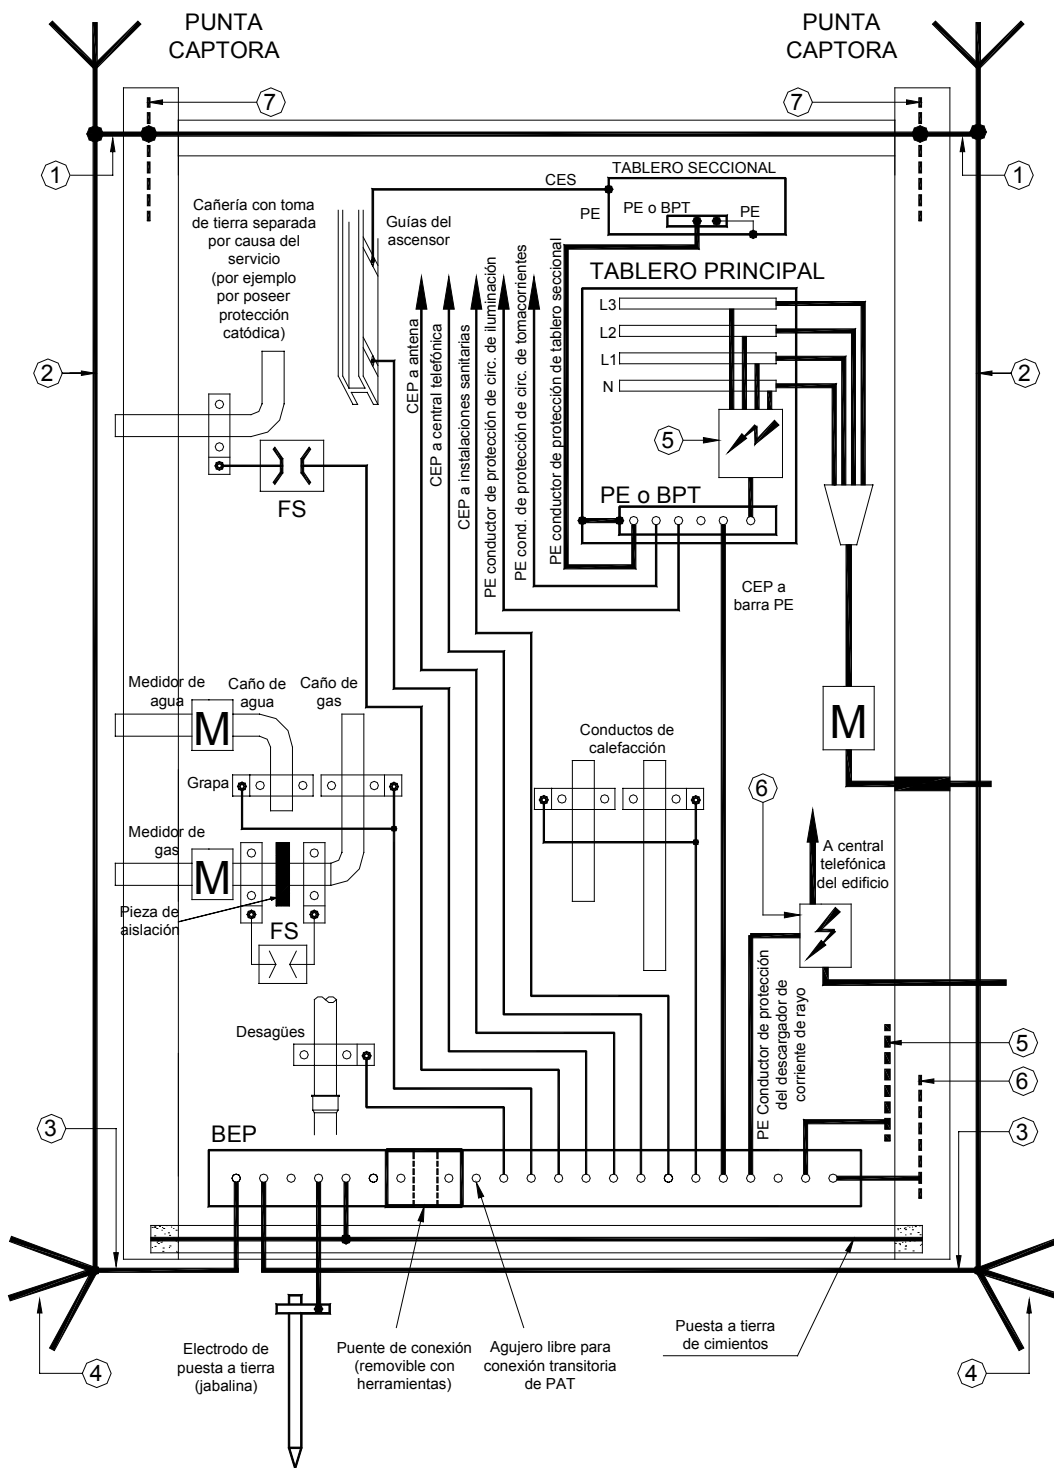 PUNTA
CAPTORA
PUNTA
CAPTORA
7
7
1
1
TABLERO SECCIONAL
CES
PE
PE o BPT
PE
Cañería con toma
de tierra separada
por causa del
servicio
(por ejemplo
por poseer
protección
catódica)
Guías del
ascensor
TABLERO PRINCIPAL
L3
L2
L1
N
2
2
CEP a antena
CEP a central telefónica
CEP a instalaciones sanitarias
PE conductor de protección de circ. de iluminación
PE cond. de protección de circ. de tomacorrientes
PE conductor de protección de tablero seccional
5
FS
PE o BPT
CEP a
barra PE
Medidor de
agua
Caño de
agua
Caño de
gas
M
Conductos de
calefacción
M
Grapa
6
Medidor de
gas
M
A central
telefónica
del edificio
Pieza de
aislación
FS
PE Conductor de protección
del descargador de
corriente de rayo
Desagües
5
6
3
3
BEP
4
4
Electrodo de
puesta a tierra
(jabalina)
Puente de conexión
(removible con
herramientas)
Agujero libre para
conexión transitoria
de PAT
Puesta a tierra
de cimientos